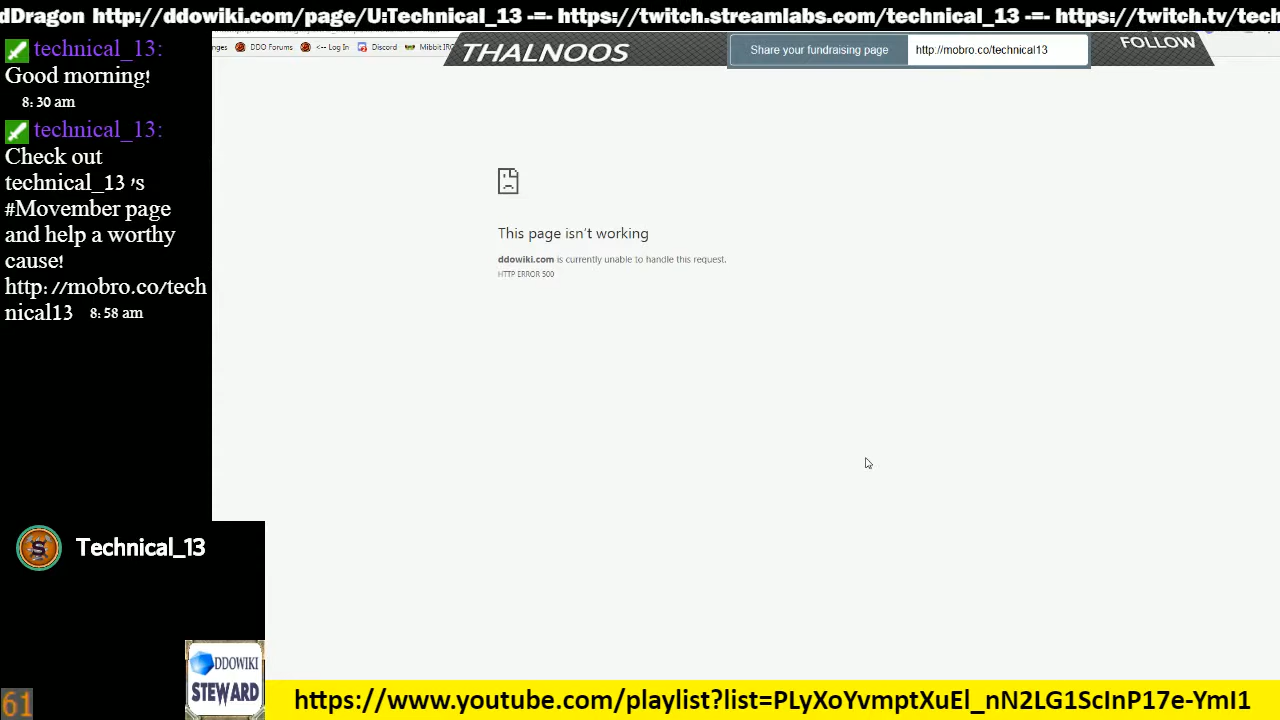 dDragon http://ddowiki.com/page/U:Technical_13 -=- https://twitch.streamlabs.com/technical_13 -=- https://twitch.tv/tech
DDO Forums <-- Log In Discord Mibbit IRC
THALNOOS
Share your fundraising page
http://mobro.co/technical13
FOLLOW
technical_13:
Good morning!
8:30 am
technical_13:
Check out
technical_13's
#Movember page
and help a worthy
cause!
http://mobro.co/tech
nical13 8:58 am
This page isn't working
ddowiki.com is currently unable to handle this request.
HTTP ERROR 500
Technical_13
DDOWIKI
STEWARD
61
https://www.youtube.com/playlist?list=PLyXoYvmptXuEl_nN2LG1ScInP17e-YmI1